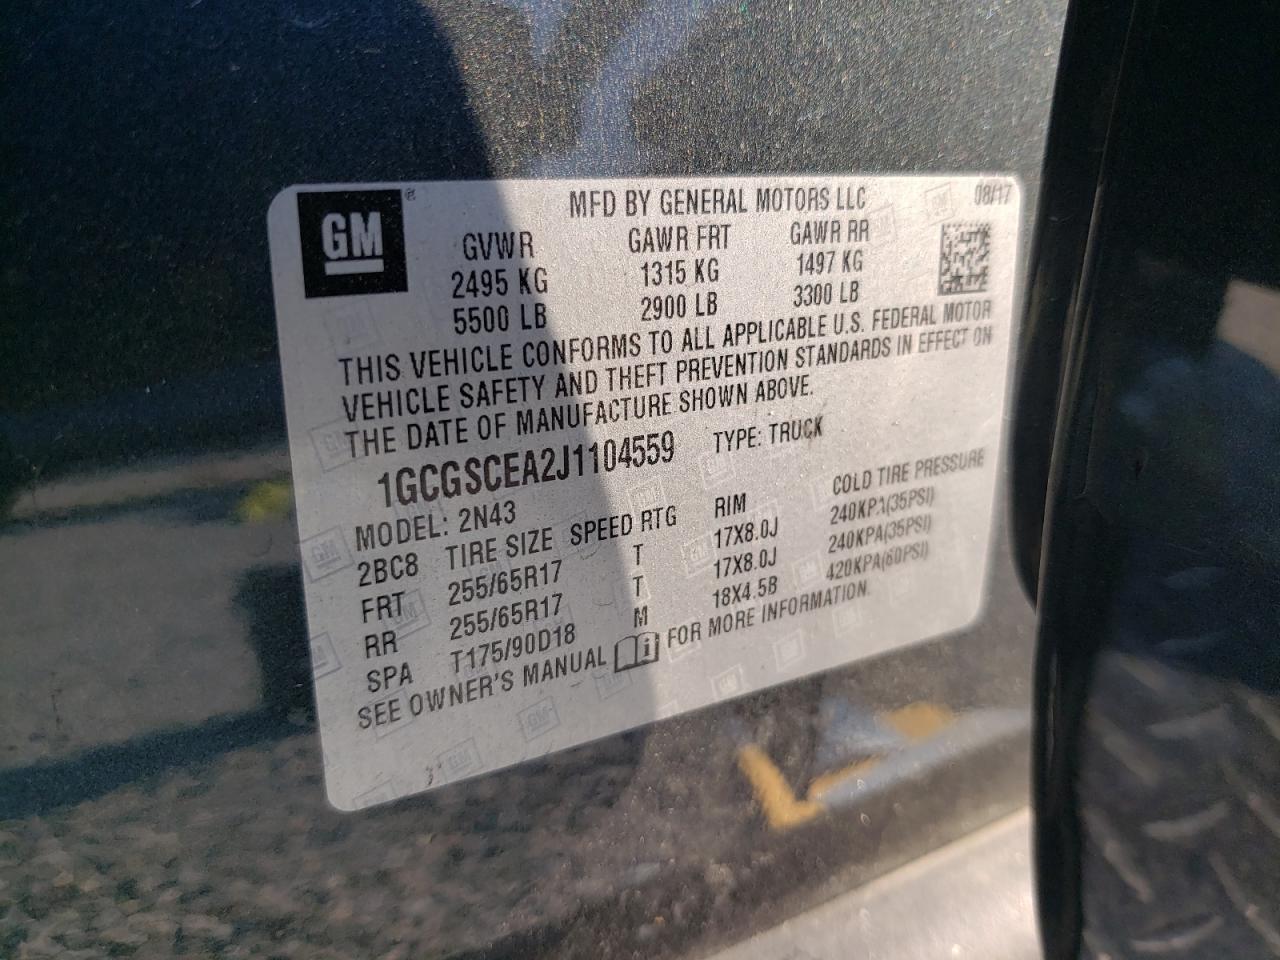 GM ®
MFD BY GENERAL MOTORS LLC 08/17
GVWR GAWR FRT GAWR RR
2495 KG 1315 KG 1497 KG
5500 LB 2900 LB 3300 LB
THIS VEHICLE CONFORMS TO ALL APPLICABLE U.S. FEDERAL MOTOR
VEHICLE SAFETY AND THEFT PREVENTION STANDARDS IN EFFECT ON
THE DATE OF MANUFACTURE SHOWN ABOVE.
1GCGSCEA2J1104559 TYPE: TRUCK
MODEL: 2N43
2BC8 TIRE SIZE SPEED RTG RIM COLD TIRE PRESSURE
FRT 255/65R17 T 17X8.0J 240KPA(35PSI)
RR 255/65R17 T 17X8.0J 240KPA(35PSI)
SPA T175/90D18 M 18X4.5B 420KPA(60PSI)
SEE OWNER'S MANUAL FOR MORE INFORMATION.